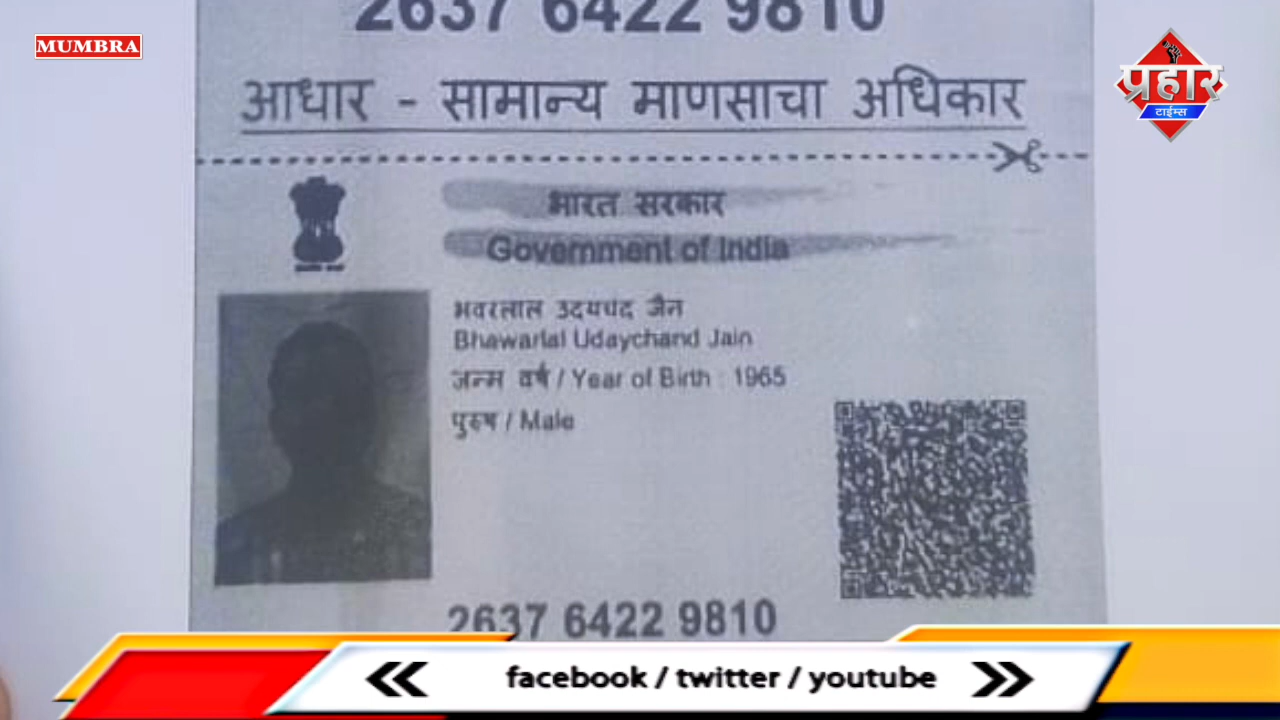 MUMBRA
प्रहार
टाईम्स
2637 6422 9810
आधार - सामान्य माणसाचा अधिकार
भारत सरकार
Government of India
भवरलाल उदयचंद जैन
Bhawarlal Udaychand Jain
जन्म वर्ष / Year of Birth : 1965
पुरुष / Male
2637 6422 9810
facebook / twitter / youtube